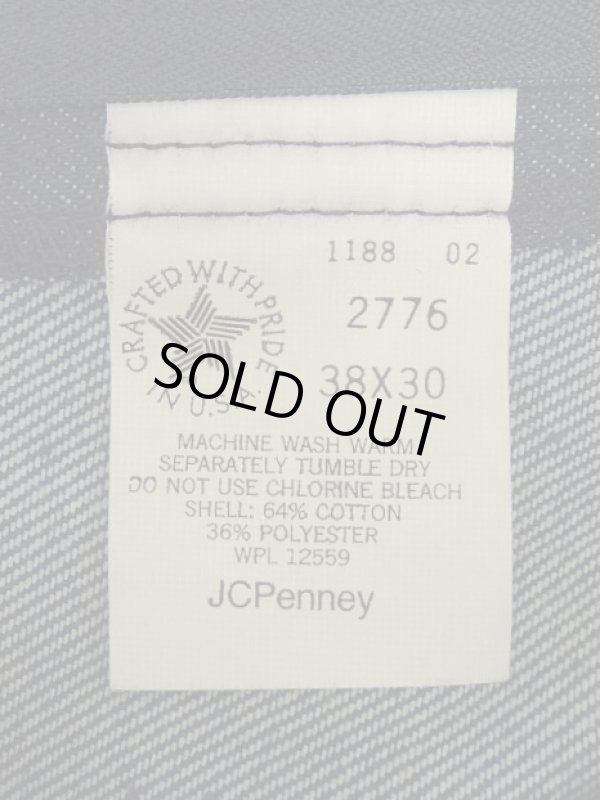 1188 02
CRAFTED WITH PRIDE
IN U.S.A.
2776
38X30
SOLD OUT
MACHINE WASH WARM
SEPARATELY TUMBLE DRY
DO NOT USE CHLORINE BLEACH
SHELL: 64% COTTON
36% POLYESTER
WPL 12559
JCPenney